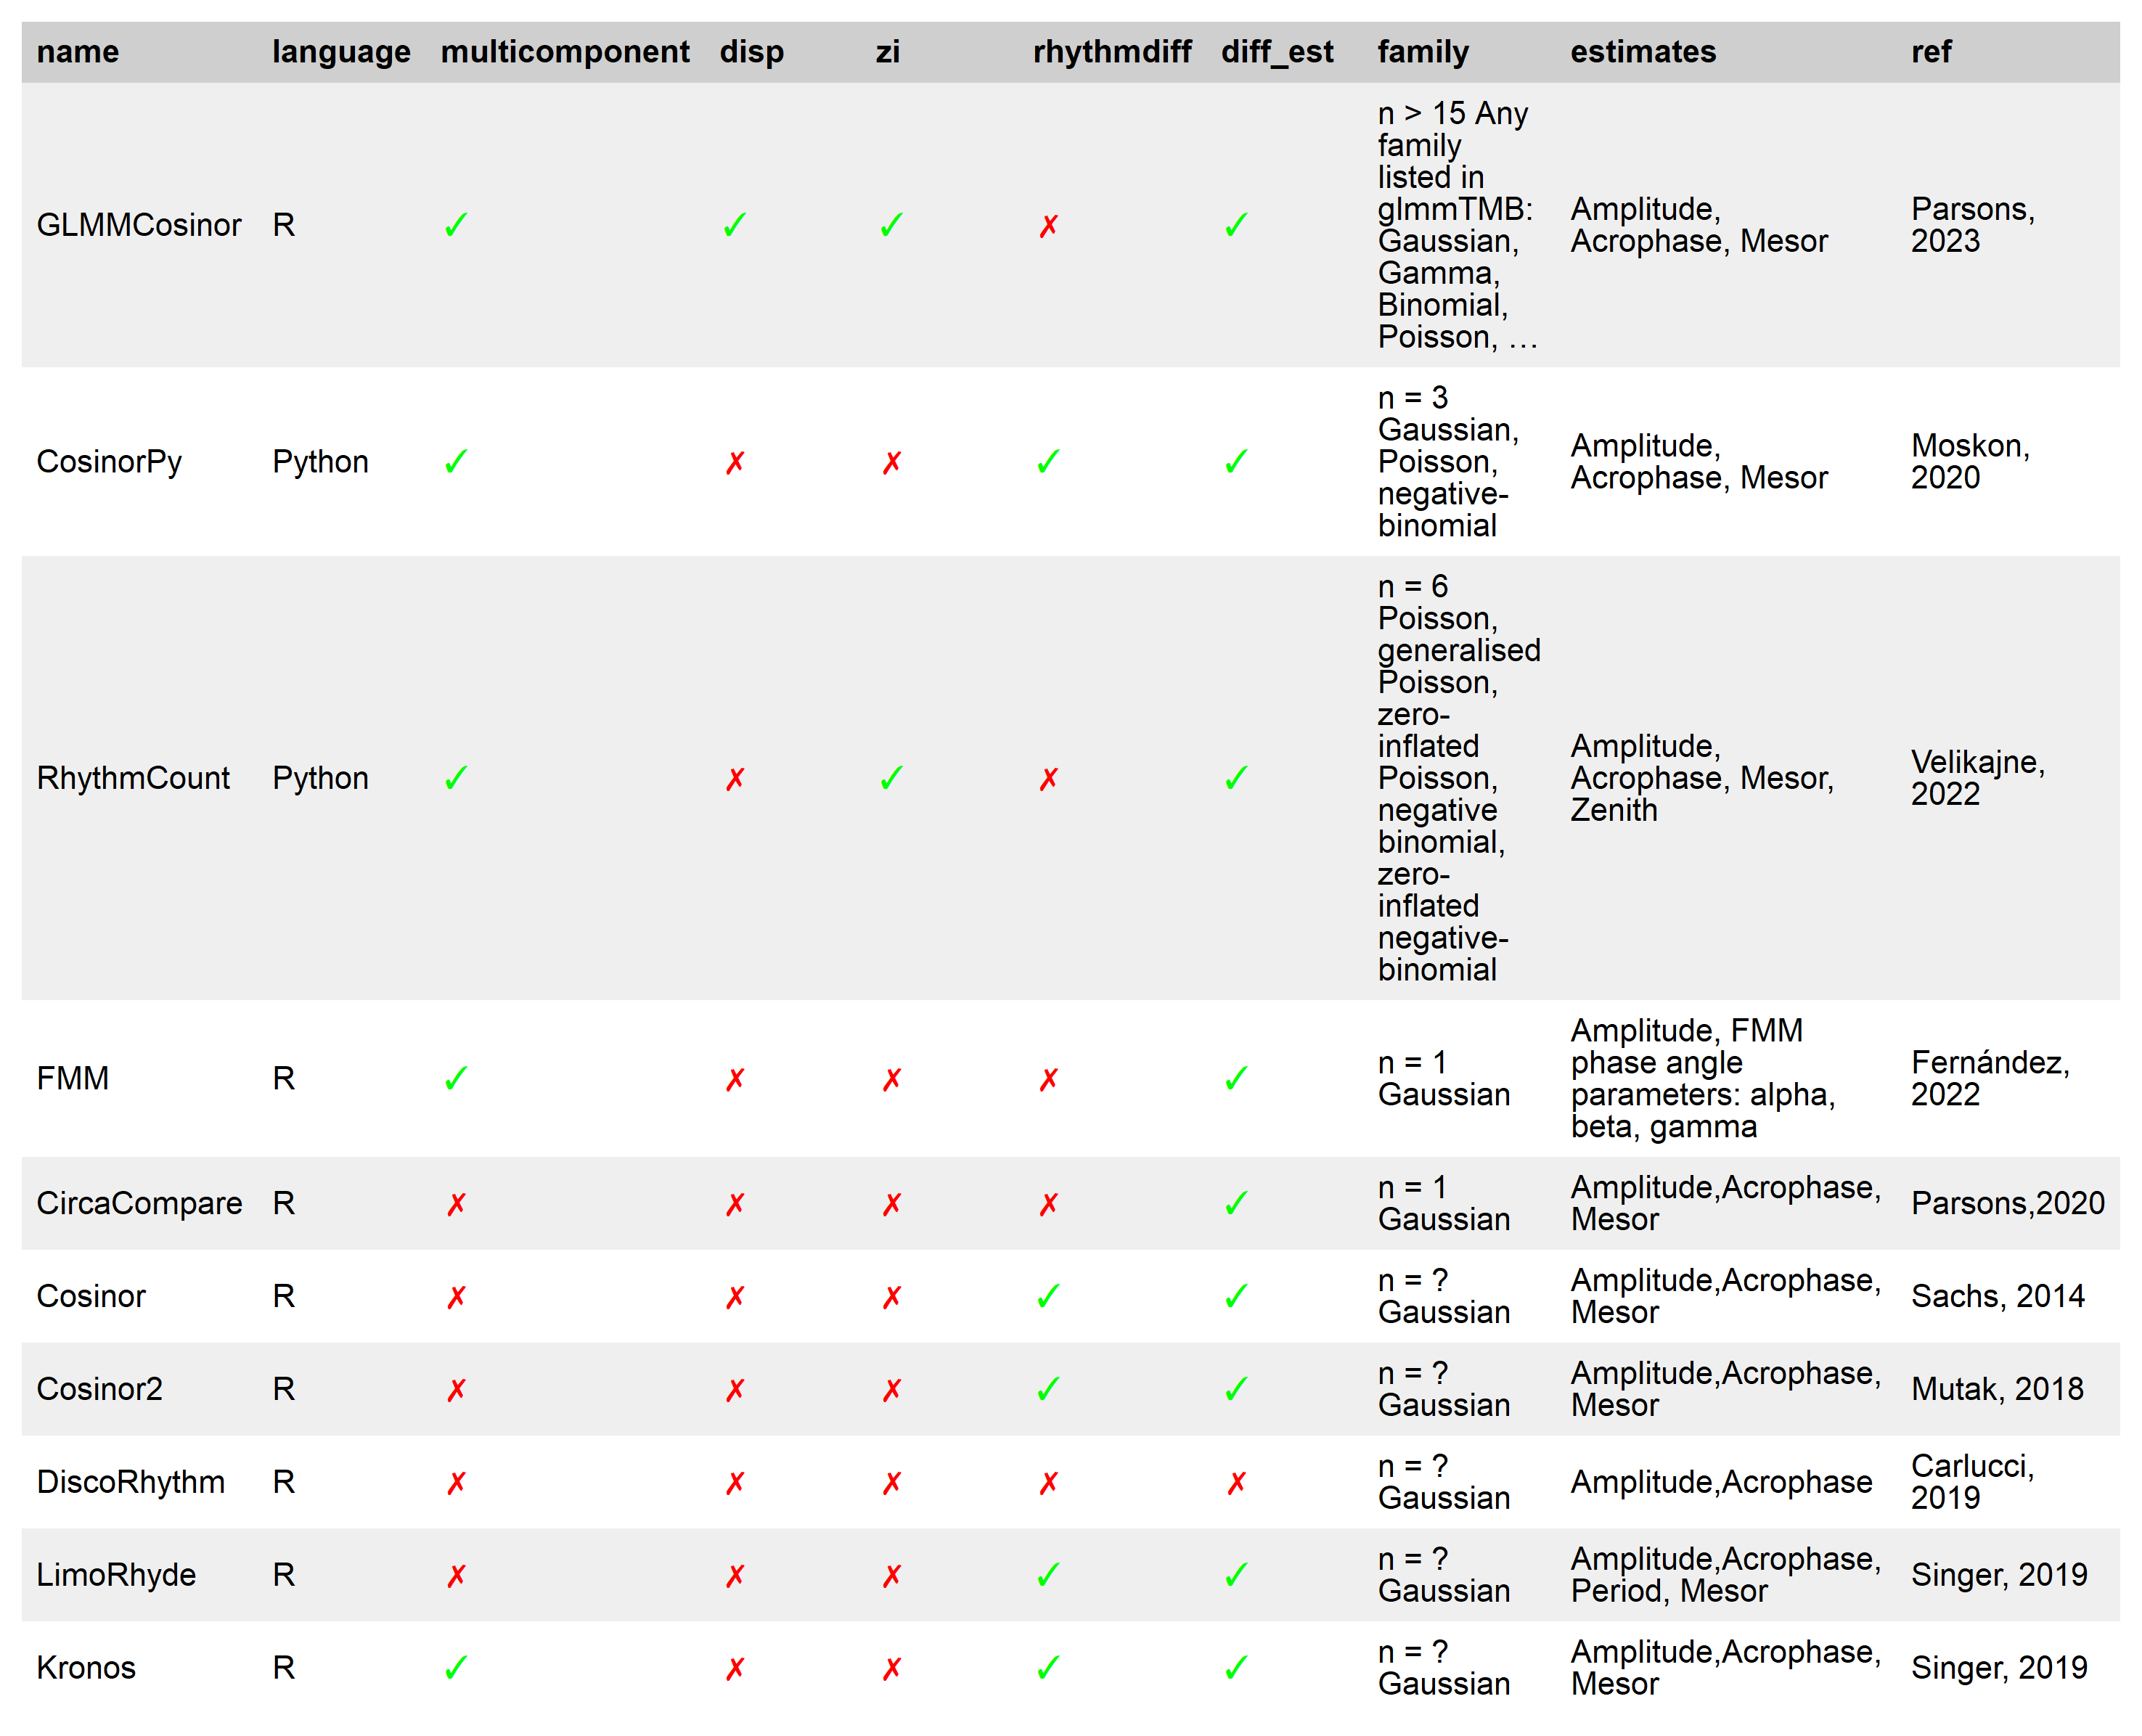 name language multicomponent disp zi rhythmdiff diff_est family estimates ref
GLMMCosinor R ✓ ✓ ✓ ✗ ✓
n > 15 Any
family
listed in
glmmTMB:
Gaussian,
Gamma,
Binomial,
Poisson, …
Amplitude,
Acrophase, Mesor
Parsons,
2023
CosinorPy Python ✓ ✗ ✗ ✓ ✓
n = 3
Gaussian,
Poisson,
negative-
binomial
Amplitude,
Acrophase, Mesor
Moskon,
2020
RhythmCount Python ✓ ✗ ✓ ✗ ✓
n = 6
Poisson,
generalised
Poisson,
zero-
inflated
Poisson,
negative
binomial,
zero-
inflated
negative-
binomial
Amplitude,
Acrophase, Mesor,
Zenith
Velikajne,
2022
FMM R ✓ ✗ ✗ ✗ ✓
n = 1
Gaussian
Amplitude, FMM
phase angle
parameters: alpha,
beta, gamma
Fernández,
2022
CircaCompare R ✗ ✗ ✗ ✗ ✓
n = 1
Gaussian
Amplitude,Acrophase,
Mesor
Parsons,2020
Cosinor R ✗ ✗ ✗ ✓ ✓
n = ?
Gaussian
Amplitude,Acrophase,
Mesor
Sachs, 2014
Cosinor2 R ✗ ✗ ✗ ✓ ✓
n = ?
Gaussian
Amplitude,Acrophase,
Mesor
Mutak, 2018
DiscoRhythm R ✗ ✗ ✗ ✗ ✗
n = ?
Gaussian
Amplitude,Acrophase
Carlucci,
2019
LimoRhyde R ✗ ✗ ✗ ✓ ✓
n = ?
Gaussian
Amplitude,Acrophase,
Period, Mesor
Singer, 2019
Kronos R ✓ ✗ ✗ ✓ ✓
n = ?
Gaussian
Amplitude,Acrophase,
Mesor
Singer, 2019